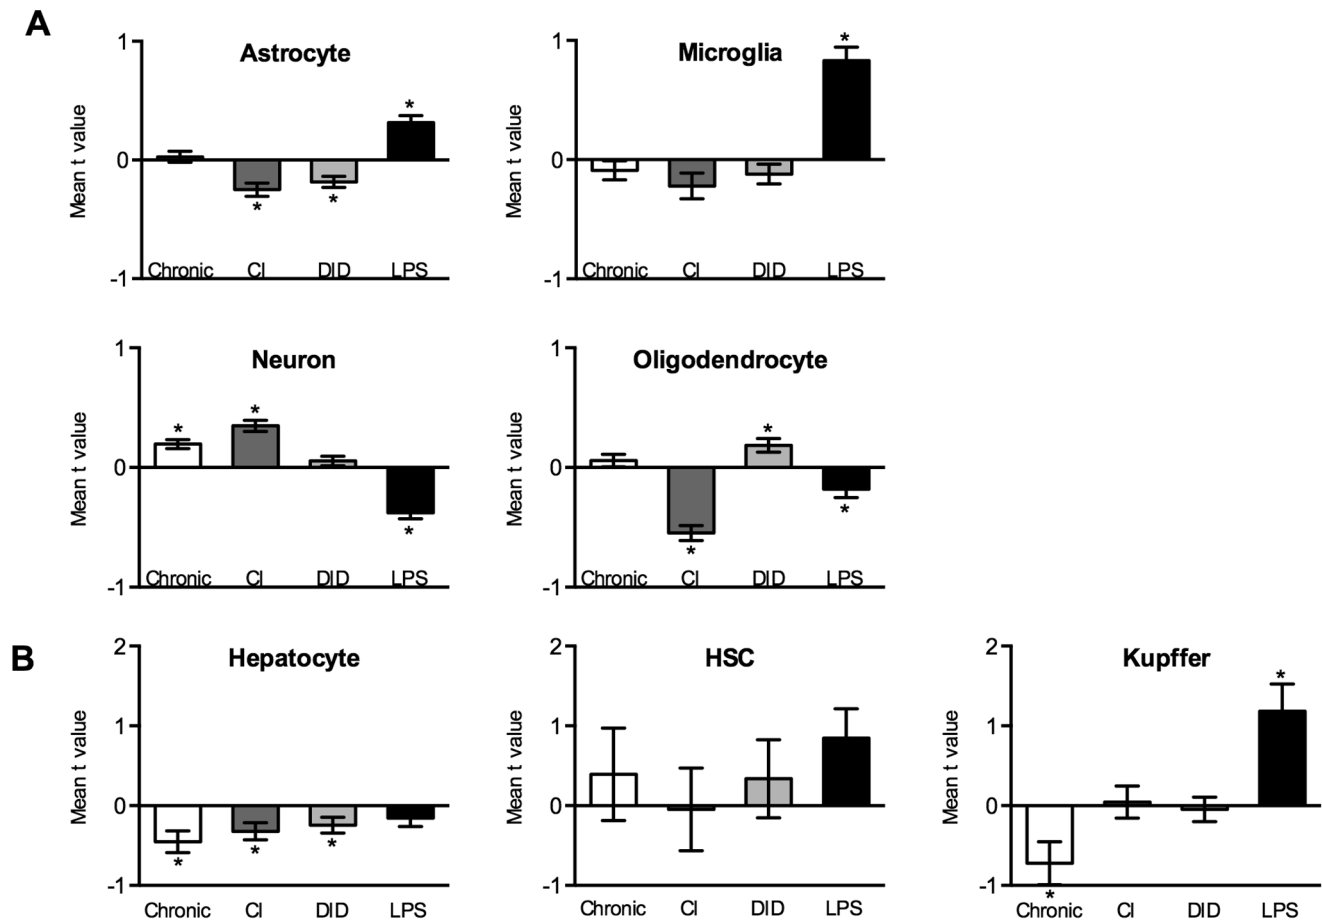 A
Astrocyte
Mean t value
1
0
-1
*
*
*
Chronic CI DID LPS
Microglia
Mean t value
1
0
-1
*
Chronic CI DID LPS
Neuron
Mean t value
1
0
-1
*
*
*
Chronic CI DID LPS
Oligodendrocyte
Mean t value
1
0
-1
*
*
*
Chronic CI DID LPS
B
Hepatocyte
Mean t value
2
1
0
-1
*
*
*
Chronic CI DID LPS
HSC
Mean t value
2
1
0
-1
Chronic CI DID LPS
Kupffer
Mean t value
2
1
0
-1
*
*
Chronic CI DID LPS